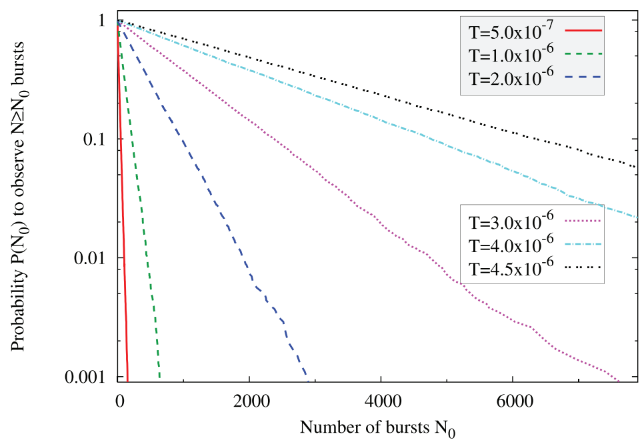 Probability P(N₀) to observe N≥N₀ bursts
1
0.1
0.01
0.001
T=5.0x10⁻⁷
T=1.0x10⁻⁶
T=2.0x10⁻⁶
T=3.0x10⁻⁶
T=4.0x10⁻⁶
T=4.5x10⁻⁶
0 2000 4000 6000
Number of bursts N₀